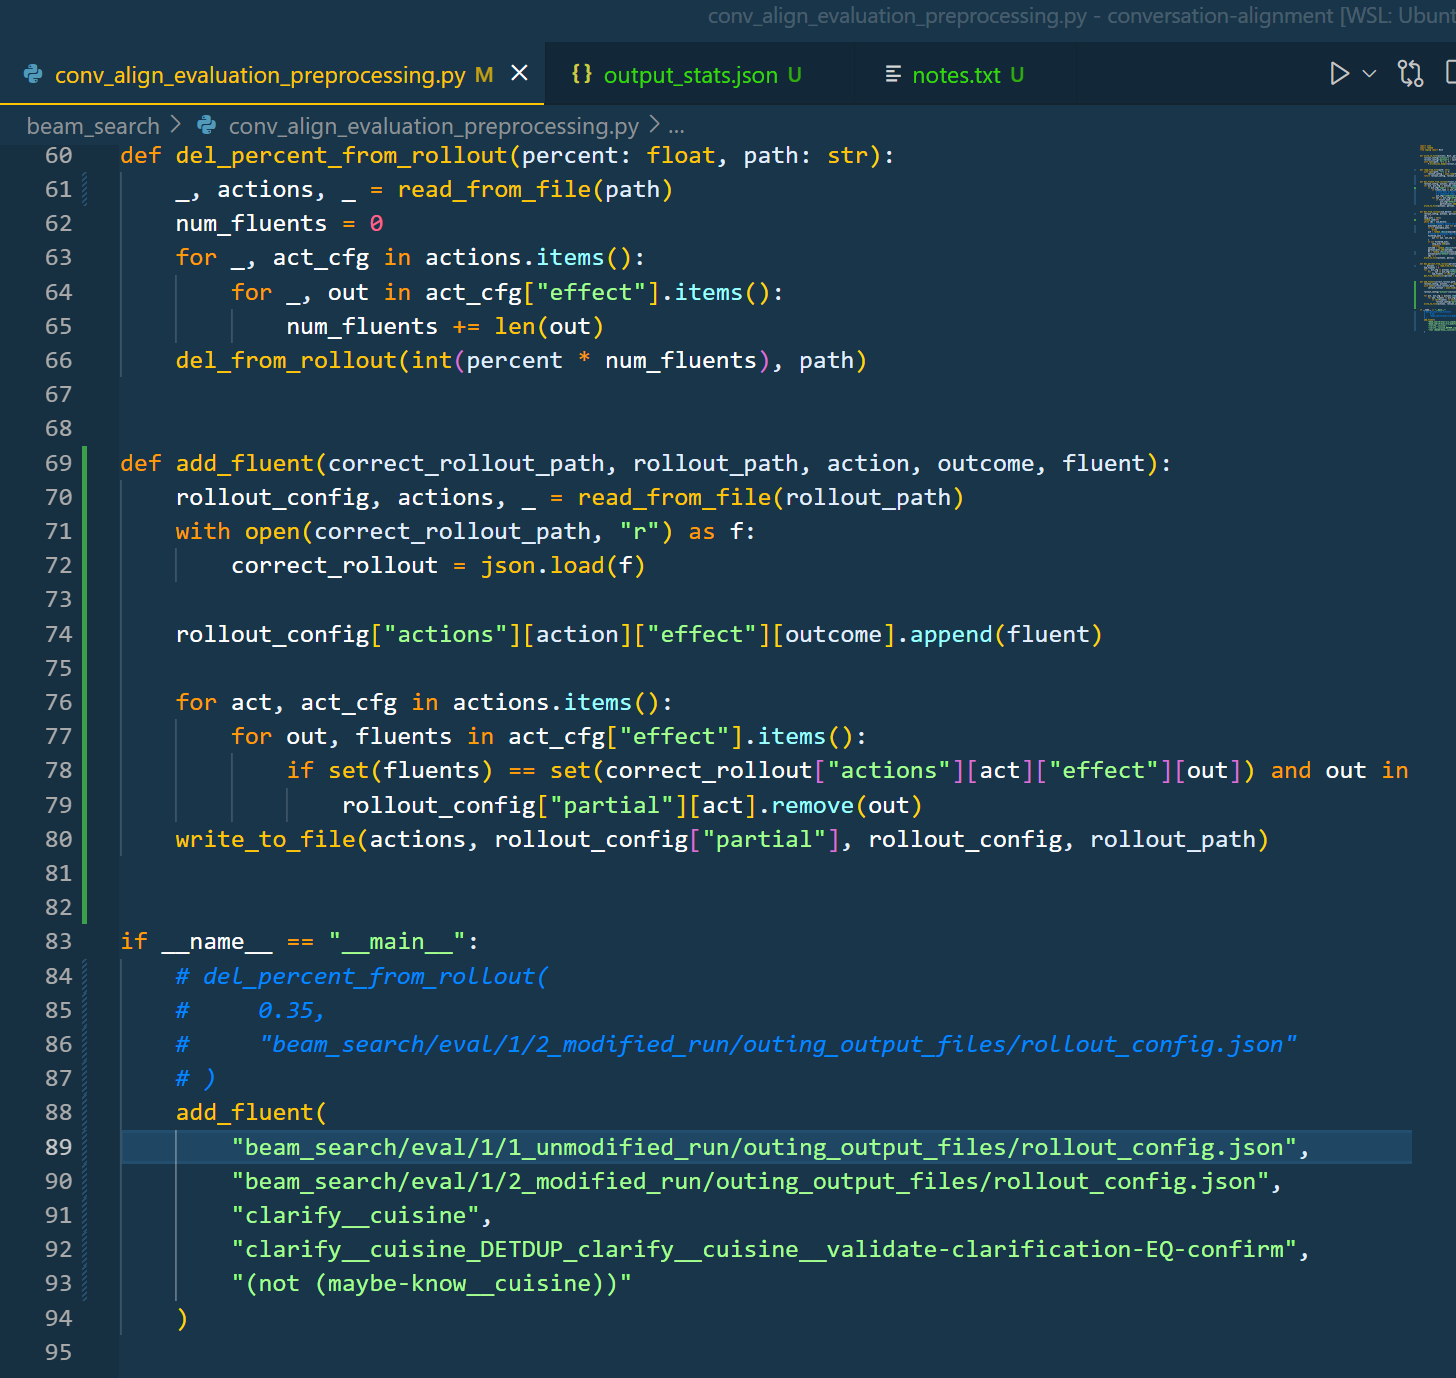 conv_align_evaluation_preprocessing.py - conversation-alignment [WSL: Ubunt
conv_align_evaluation_preprocessing.py M × {} output_stats.json U notes.txt U
beam_search > conv_align_evaluation_preprocessing.py > ...
60 def del_percent_from_rollout(percent: float, path: str):
61     _, actions, _ = read_from_file(path)
62     num_fluents = 0
63     for _, act_cfg in actions.items():
64         for _, out in act_cfg["effect"].items():
65             num_fluents += len(out)
66     del_from_rollout(int(percent * num_fluents), path)
67
68
69 def add_fluent(correct_rollout_path, rollout_path, action, outcome, fluent):
70     rollout_config, actions, _ = read_from_file(rollout_path)
71     with open(correct_rollout_path, "r") as f:
72         correct_rollout = json.load(f)
73
74     rollout_config["actions"][action]["effect"][outcome].append(fluent)
75
76     for act, act_cfg in actions.items():
77         for out, fluents in act_cfg["effect"].items():
78             if set(fluents) == set(correct_rollout["actions"][act]["effect"][out]) and out in
79                 rollout_config["partial"][act].remove(out)
80     write_to_file(actions, rollout_config["partial"], rollout_config, rollout_path)
81
82
83 if __name__ == "__main__":
84     # del_percent_from_rollout(
85     #     0.35,
86     #     "beam_search/eval/1/2_modified_run/outing_output_files/rollout_config.json"
87     # )
88     add_fluent(
89         "beam_search/eval/1/1_unmodified_run/outing_output_files/rollout_config.json",
90         "beam_search/eval/1/2_modified_run/outing_output_files/rollout_config.json",
91         "clarify__cuisine",
92         "clarify__cuisine_DETDUP_clarify__cuisine__validate-clarification-EQ-confirm",
93         "(not (maybe-know__cuisine))"
94     )
95